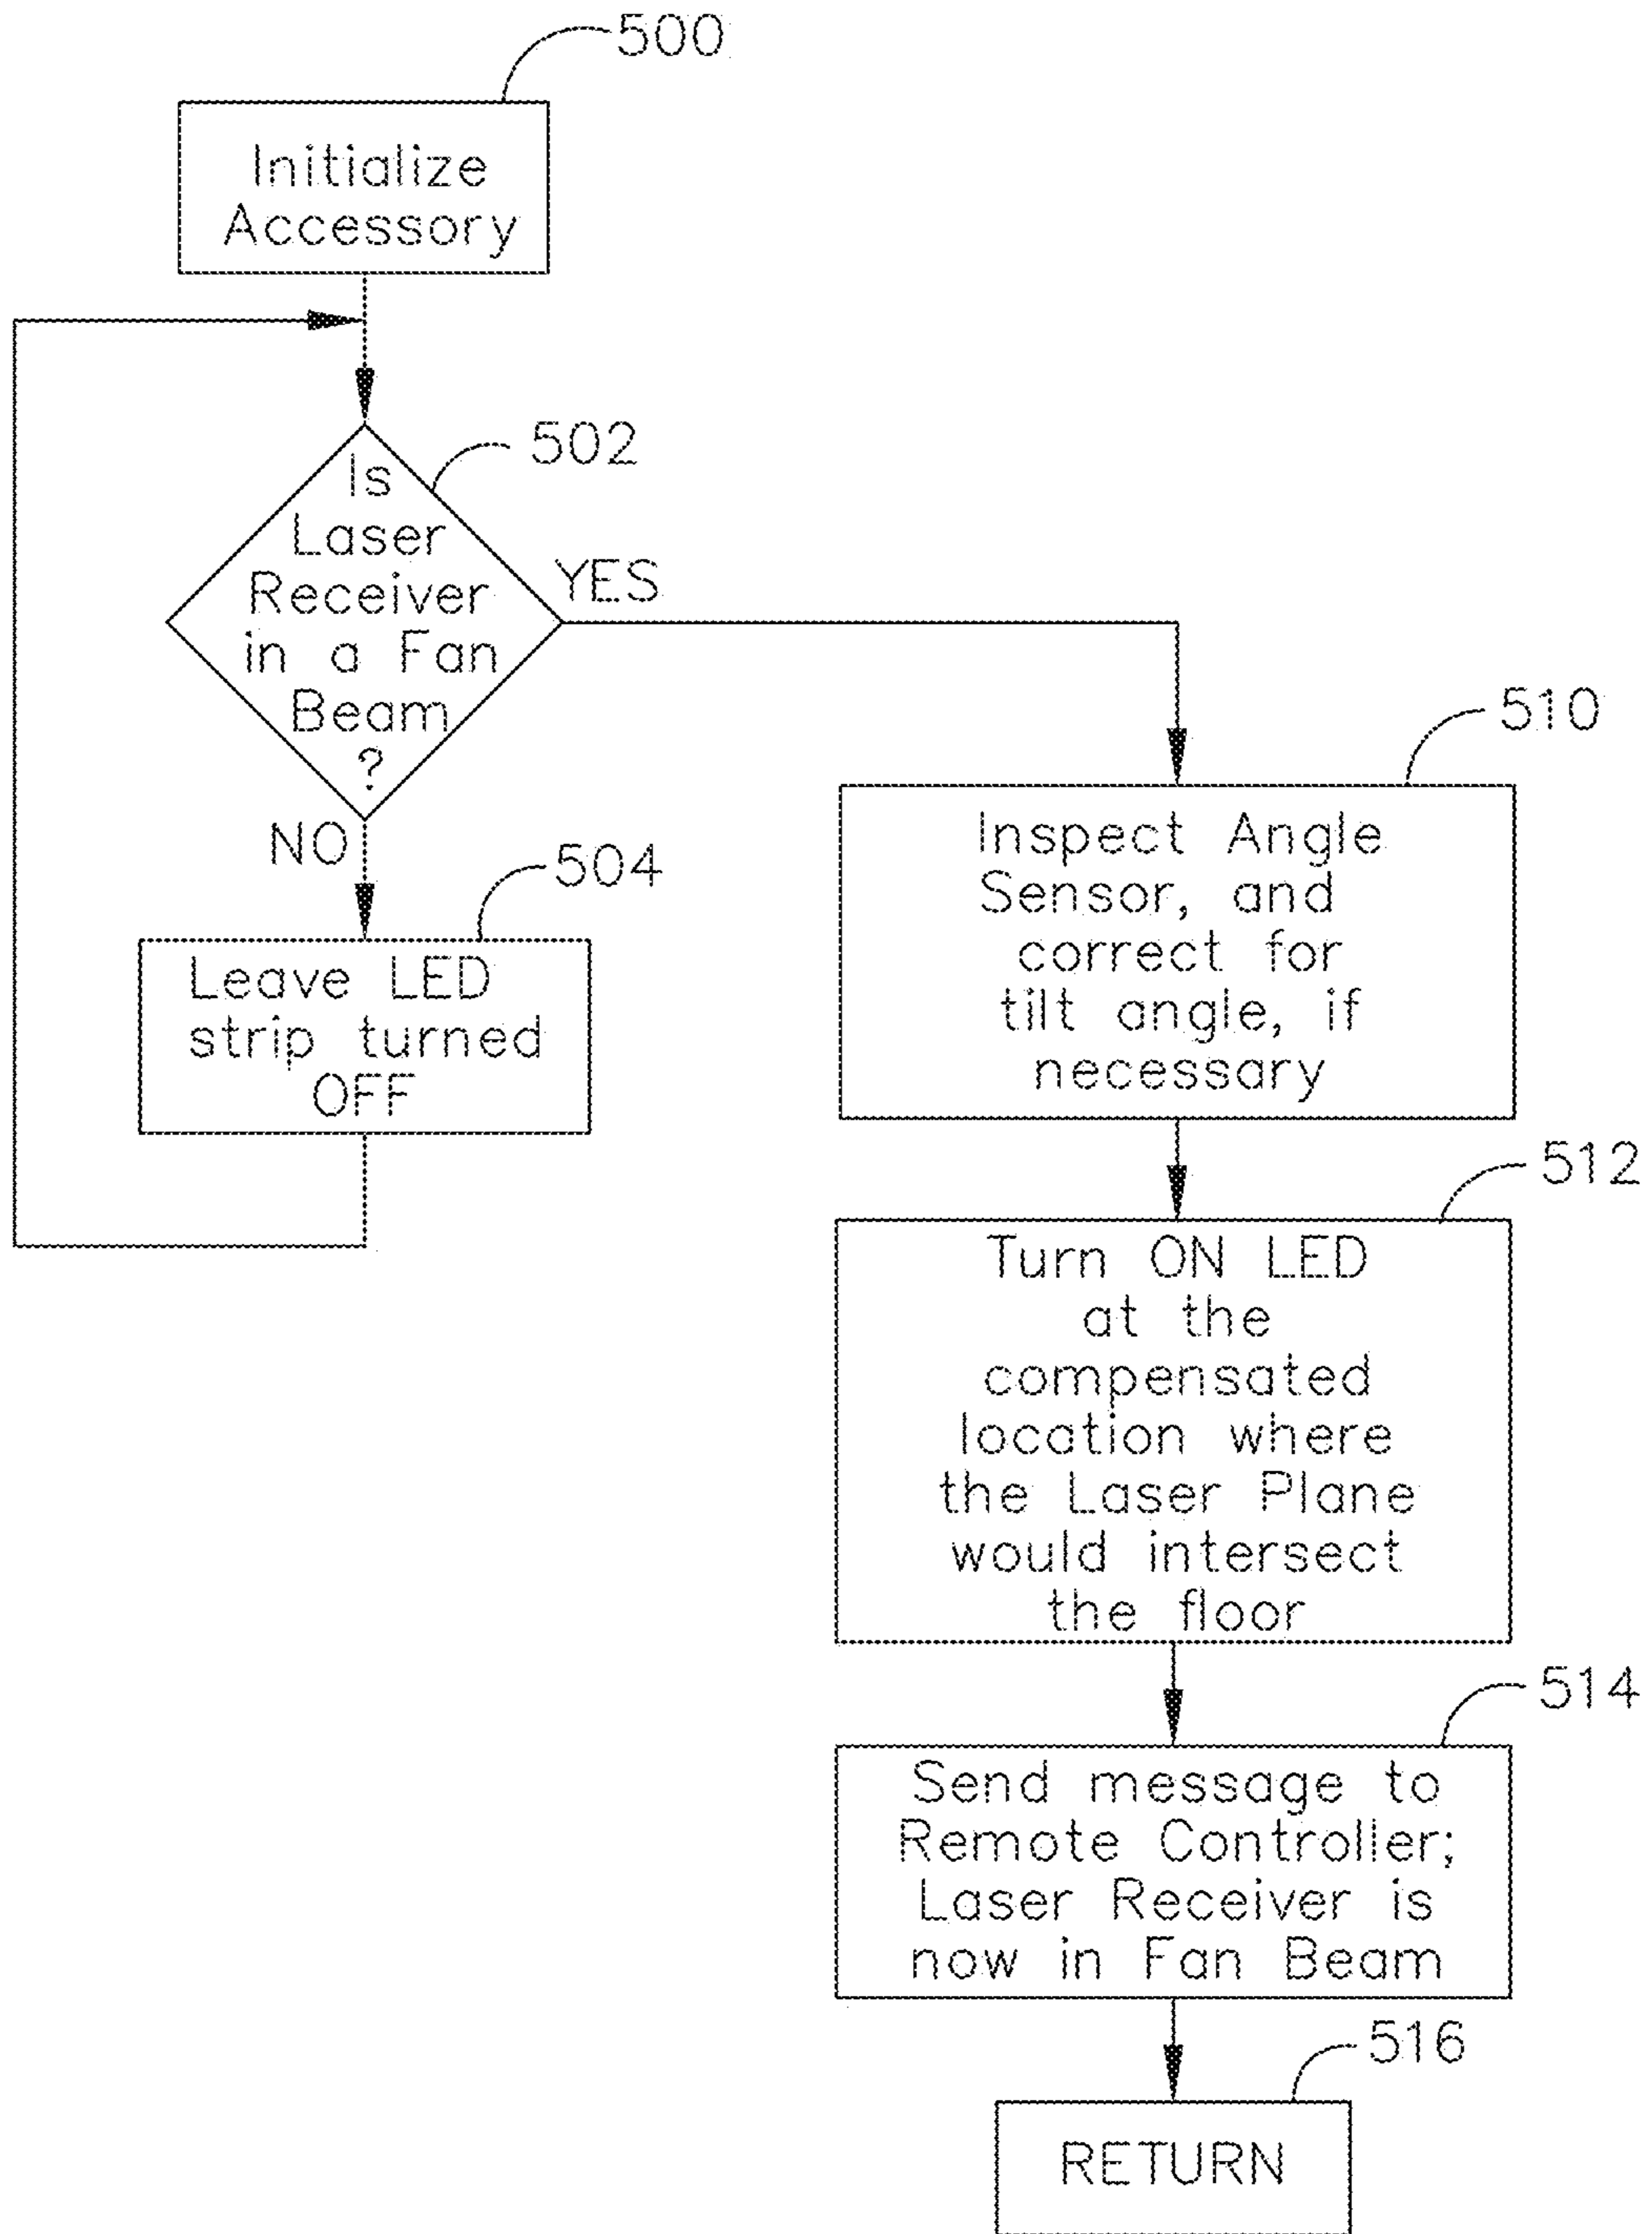 500
Initialize
Accessory
502
Is
Laser
Receiver
in a Fan
Beam
?
YES
NO
504
Leave LED
strip turned
OFF
510
Inspect Angle
Sensor, and
correct for
tilt angle, if
necessary
512
Turn ON LED
at the
compensated
location where
the Laser Plane
would intersect
the floor
514
Send message to
Remote Controller;
Laser Receiver is
now in Fan Beam
516
RETURN